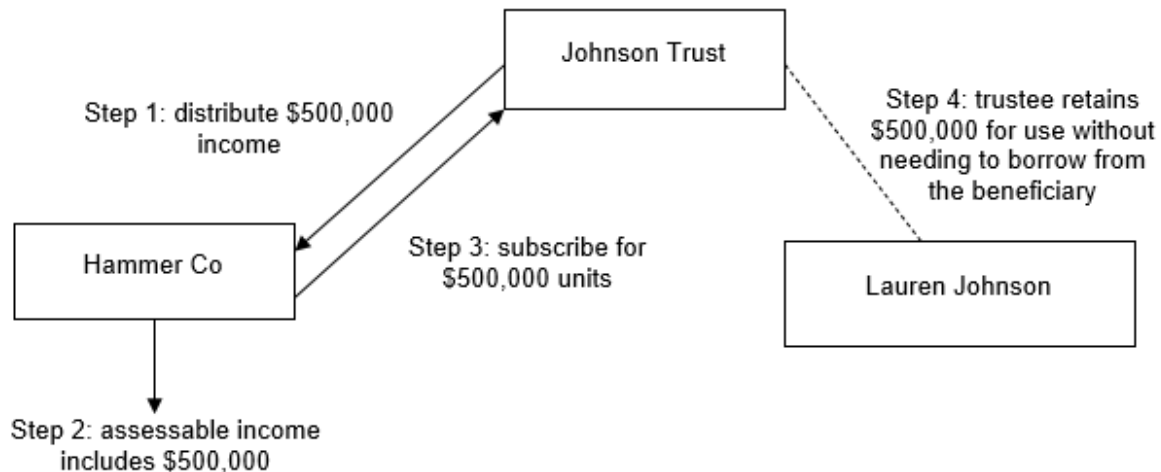 Johnson Trust
Step 1: distribute $500,000
income
Step 4: trustee retains
$500,000 for use without
needing to borrow from
the beneficiary
Hammer Co
Step 3: subscribe for
$500,000 units
Lauren Johnson
Step 2: assessable income
includes $500,000